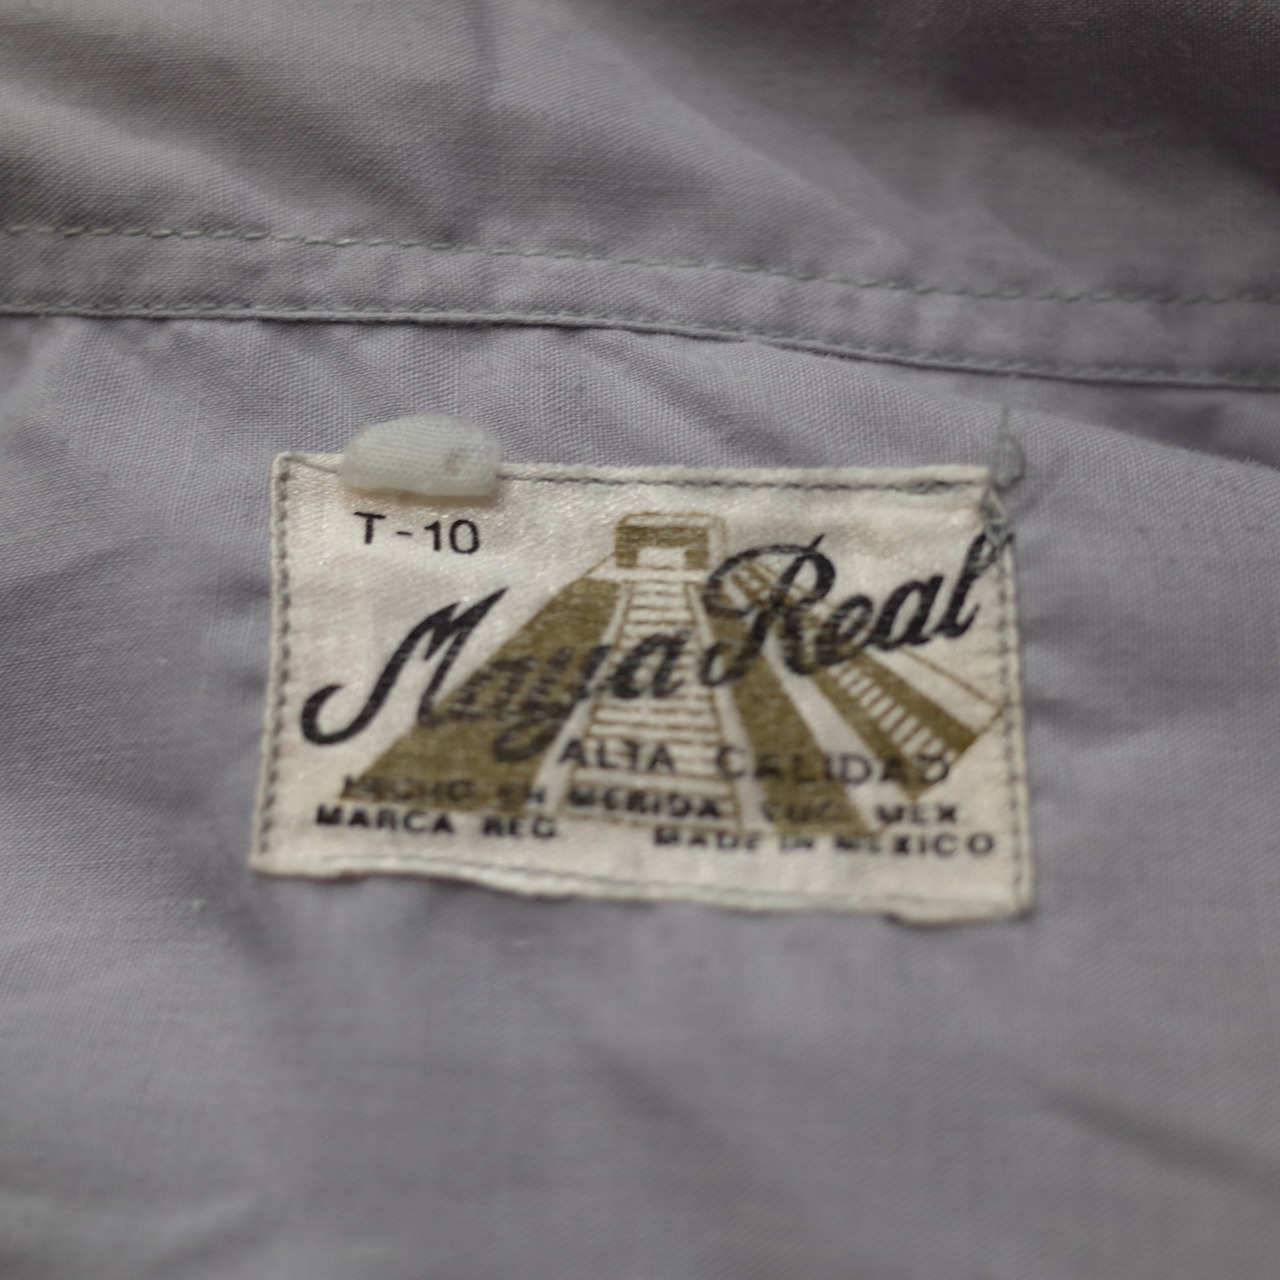 T-10
Maya Real
ALTA CALIDAD
HECHO EN MERIDA YUC. MEX
MARCA REG MADE IN MEXICO